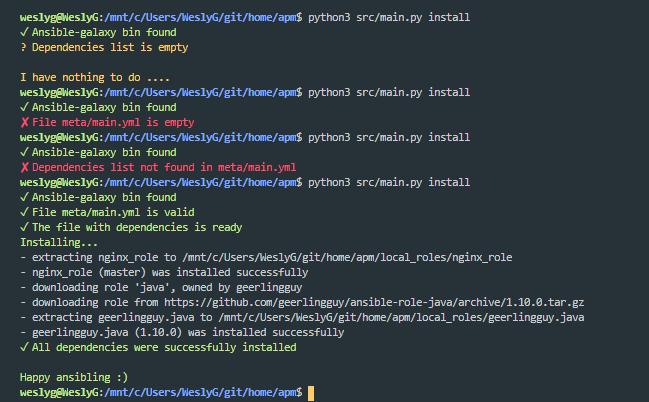 weslyg@WeslyG:/mnt/c/Users/WeslyG/git/home/apm$ python3 src/main.py install
✓ Ansible-galaxy bin found
? Dependencies list is empty
I have nothing to do ....
weslyg@WeslyG:/mnt/c/Users/WeslyG/git/home/apm$ python3 src/main.py install
✓ Ansible-galaxy bin found
✗ File meta/main.yml is empty
weslyg@WeslyG:/mnt/c/Users/WeslyG/git/home/apm$ python3 src/main.py install
✓ Ansible-galaxy bin found
✗ Dependencies list not found in meta/main.yml
weslyg@WeslyG:/mnt/c/Users/WeslyG/git/home/apm$ python3 src/main.py install
✓ Ansible-galaxy bin found
✓ File meta/main.yml is valid
✓ The file with dependencies is ready
Installing...
- extracting nginx_role to /mnt/c/Users/WeslyG/git/home/apm/local_roles/nginx_role
- nginx_role (master) was installed successfully
- downloading role 'java', owned by geerlingguy
- downloading role from https://github.com/geerlingguy/ansible-role-java/archive/1.10.0.tar.gz
- extracting geerlingguy.java to /mnt/c/Users/WeslyG/git/home/apm/local_roles/geerlingguy.java
- geerlingguy.java (1.10.0) was installed successfully
✓ All dependencies were successfully installed
Happy ansibling :)
weslyg@WeslyG:/mnt/c/Users/WeslyG/git/home/apm$